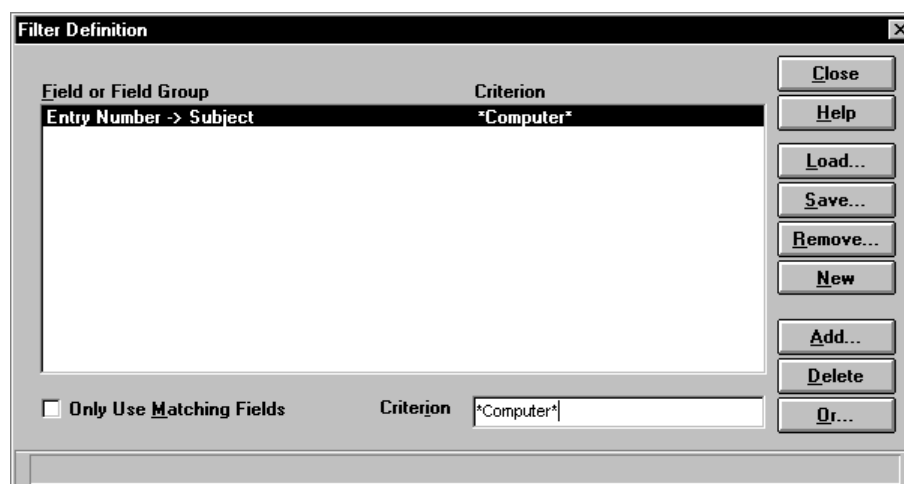 Filter Definition
Field or Field Group Criterion
Entry Number -> Subject *Computer*
Close
Help
Load...
Save...
Remove...
New
Add...
Delete
Or...
Only Use Matching Fields Criterion *Computer*